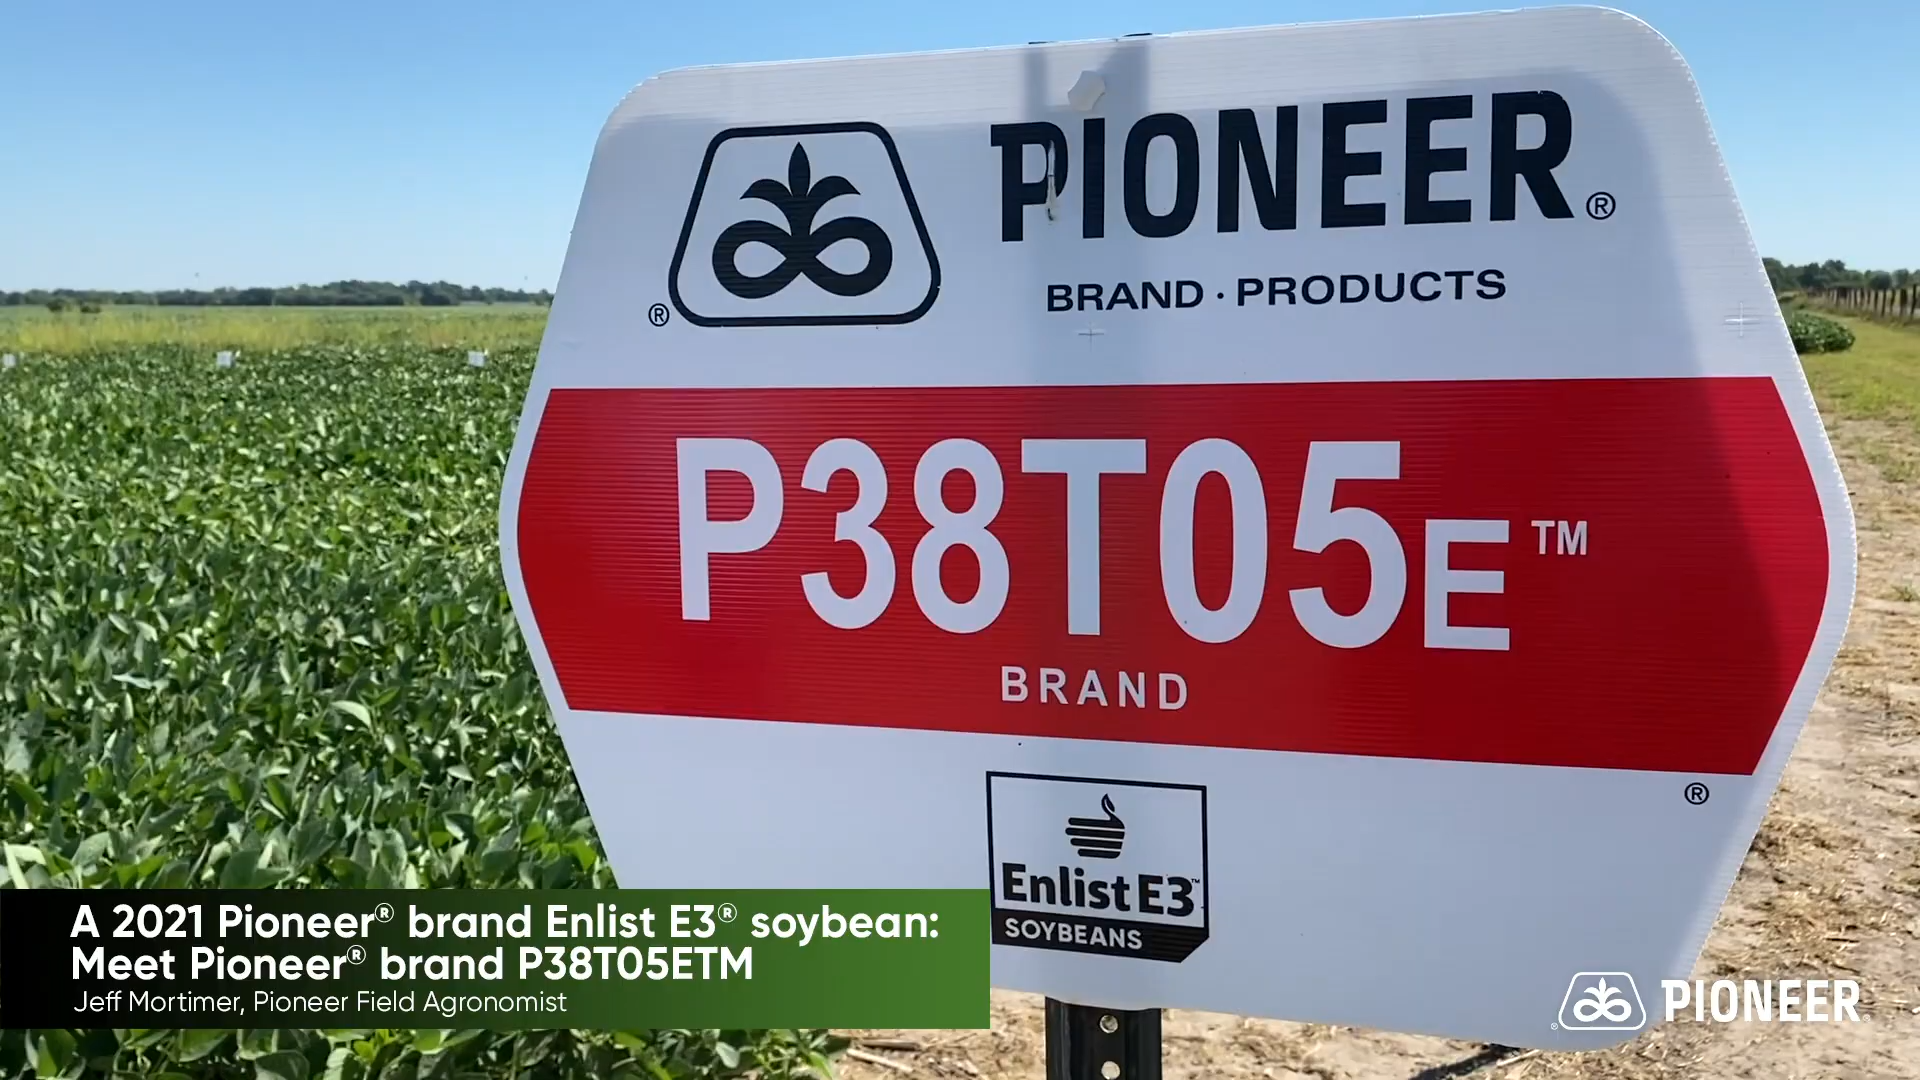 PIONEER®
®
BRAND · PRODUCTS
P38T05E™
BRAND
®
Enlist E3™
SOYBEANS
A 2021 Pioneer® brand Enlist E3® soybean:
Meet Pioneer® brand P38T05ETM
Jeff Mortimer, Pioneer Field Agronomist
® PIONEER®